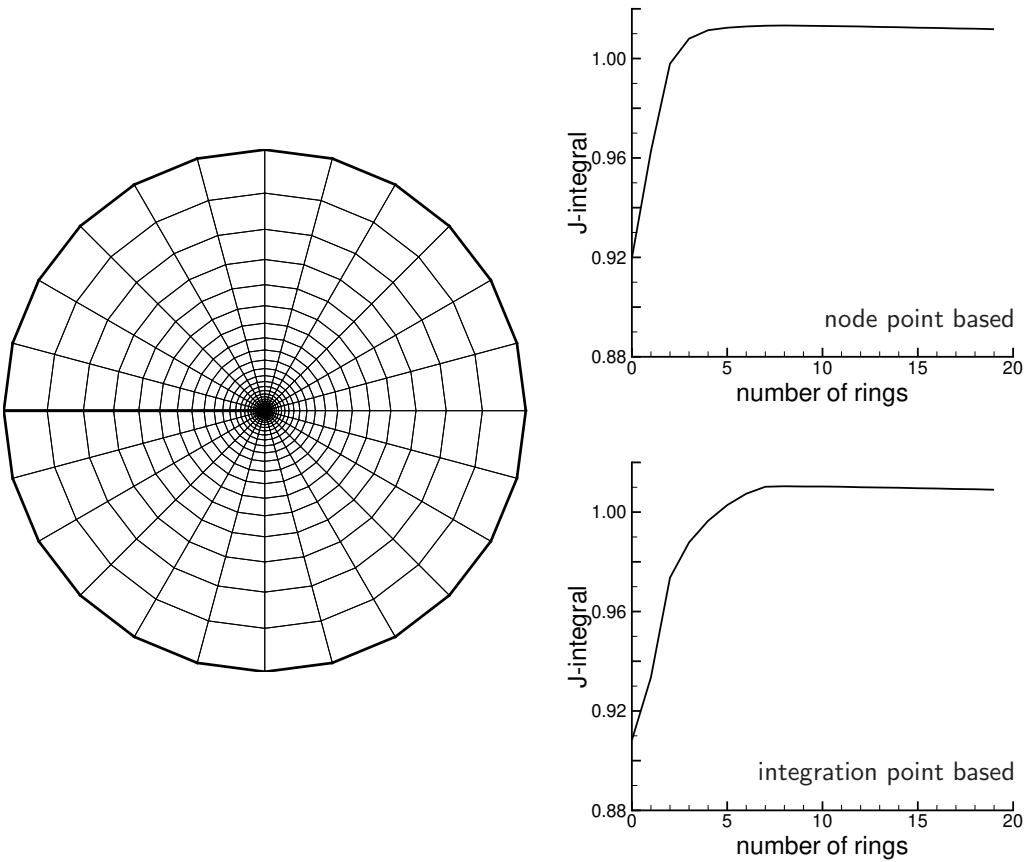 J-integral
1.00
0.96
0.92
0.88
node point based
0 5 10 15 20
number of rings
J-integral
1.00
0.96
0.92
0.88
integration point based
0 5 10 15 20
number of rings